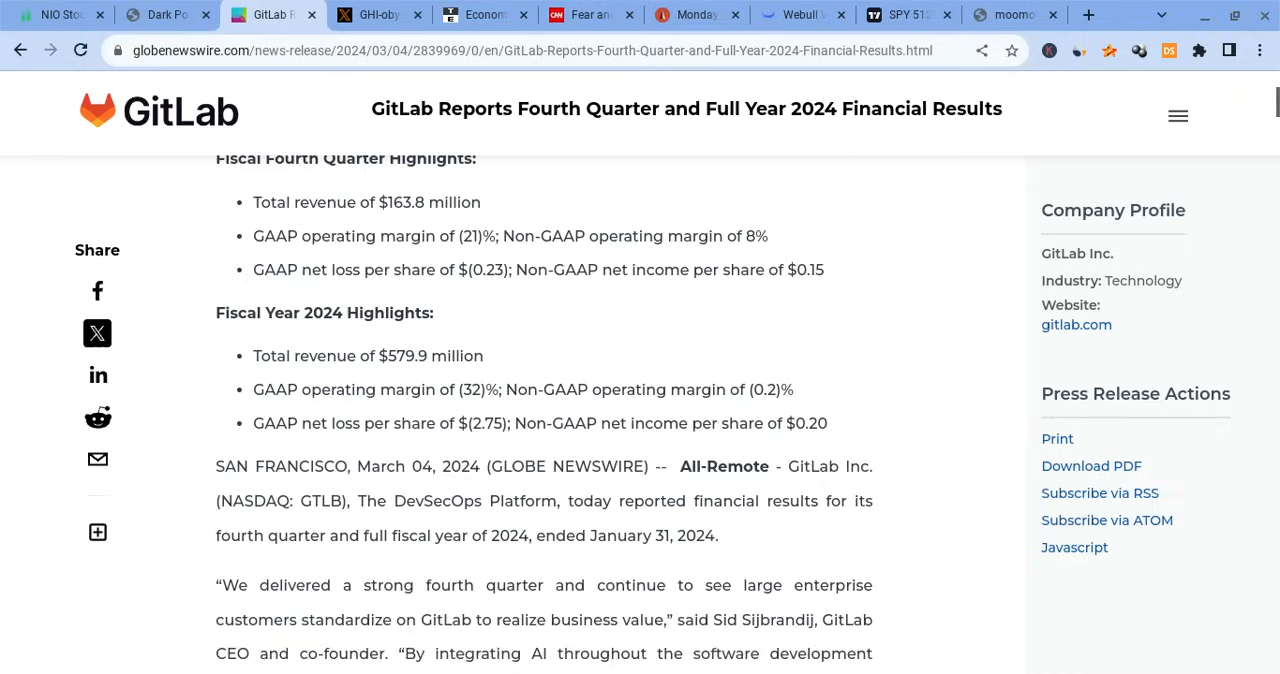 NIO Stoc
Dark Po
GitLab R
GHI-oby
Econom
Fear an
Monday
Webull
SPY 512
moomo
globenewswire.com/news-release/2024/03/04/2839969/0/en/GitLab-Reports-Fourth-Quarter-and-Full-Year-2024-Financial-Results.html
GitLab
GitLab Reports Fourth Quarter and Full Year 2024 Financial Results
Fiscal Fourth Quarter Highlights:
• Total revenue of $163.8 million
• GAAP operating margin of (21)%; Non-GAAP operating margin of 8%
• GAAP net loss per share of $(0.23); Non-GAAP net income per share of $0.15
Fiscal Year 2024 Highlights:
• Total revenue of $579.9 million
• GAAP operating margin of (32)%; Non-GAAP operating margin of (0.2)%
• GAAP net loss per share of $(2.75); Non-GAAP net income per share of $0.20
SAN FRANCISCO, March 04, 2024 (GLOBE NEWSWIRE) -- All-Remote - GitLab Inc.
(NASDAQ: GTLB), The DevSecOps Platform, today reported financial results for its
fourth quarter and full fiscal year of 2024, ended January 31, 2024.
“We delivered a strong fourth quarter and continue to see large enterprise
customers standardize on GitLab to realize business value,” said Sid Sijbrandij, GitLab
CEO and co-founder. “By integrating AI throughout the software development
Share
Company Profile
GitLab Inc.
Industry: Technology
Website:
gitlab.com
Press Release Actions
Print
Download PDF
Subscribe via RSS
Subscribe via ATOM
Javascript